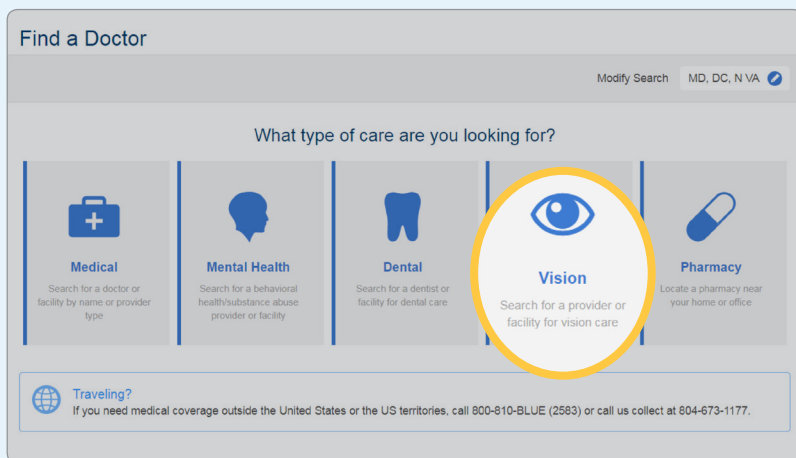 Find a Doctor
Modify Search MD, DC, N VA
What type of care are you looking for?
Medical
Search for a doctor or
facility by name or provider
type
Mental Health
Search for a behavioral
health/substance abuse
provider or facility
Dental
Search for a dentist or
facility for dental care
Vision
Search for a provider or
facility for vision care
Pharmacy
Locate a pharmacy near
your home or office
Traveling?
If you need medical coverage outside the United States or the US territories, call 800-810-BLUE (2583) or call us collect at 804-673-1177.